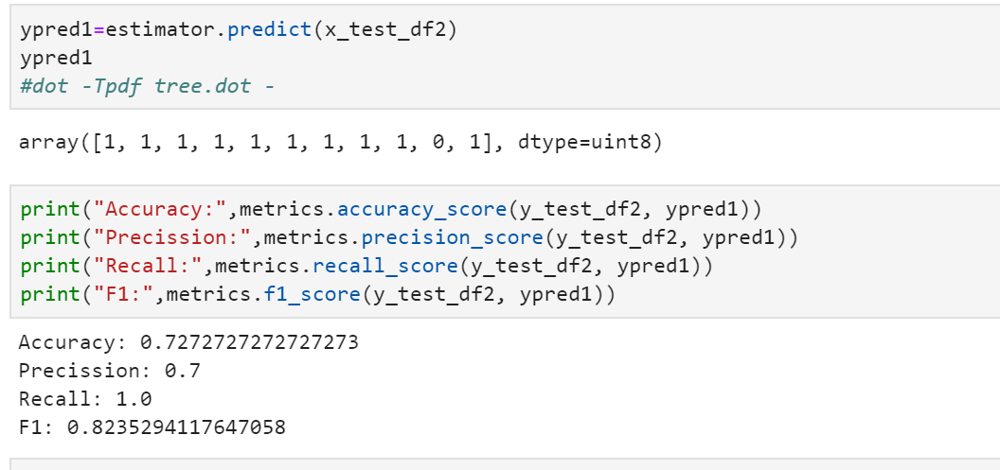 ypred1=estimator.predict(x_test_df2)
ypred1
#dot -Tpdf tree.dot -
array([1, 1, 1, 1, 1, 1, 1, 1, 1, 0, 1], dtype=uint8)
print("Accuracy:",metrics.accuracy_score(y_test_df2, ypred1))
print("Precission:",metrics.precision_score(y_test_df2, ypred1))
print("Recall:",metrics.recall_score(y_test_df2, ypred1))
print("F1:",metrics.f1_score(y_test_df2, ypred1))
Accuracy: 0.7272727272727273
Precission: 0.7
Recall: 1.0
F1: 0.8235294117647058